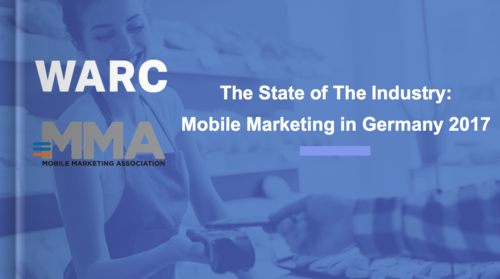 WARC
MMA
MOBILE MARKETING ASSOCIATION
The State of The Industry:
Mobile Marketing in Germany 2017